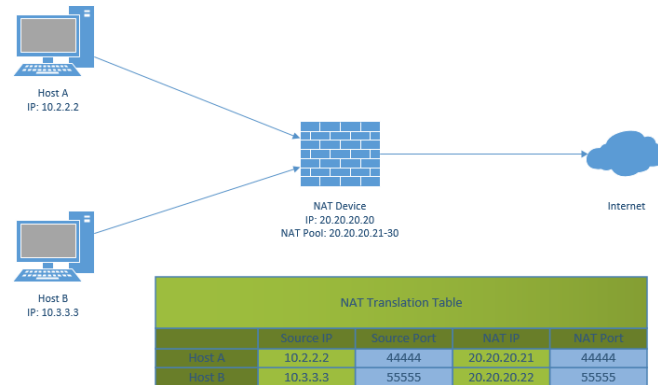 Host A
IP: 10.2.2.2
NAT Device
IP: 20.20.20.20
NAT Pool: 20.20.20.21-30
Internet
Host B
IP: 10.3.3.3
NAT Translation Table
Source IP Source Port NAT IP NAT Port
Host A 10.2.2.2 44444 20.20.20.21 44444
Host B 10.3.3.3 55555 20.20.20.22 55555